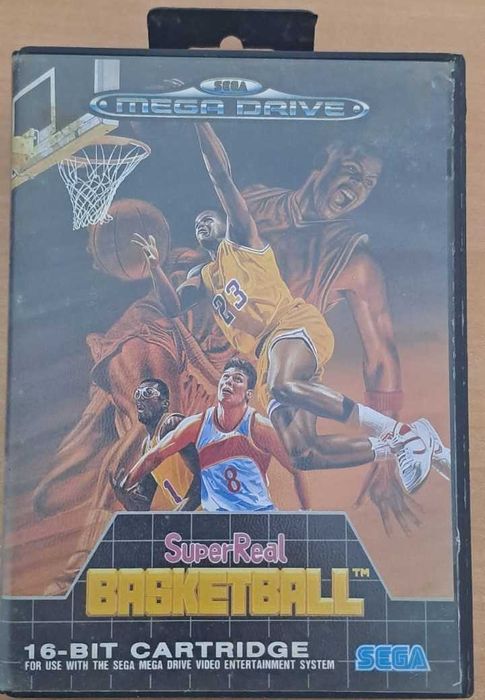 SEGA
MEGA DRIVE
23
8
1
SuperReal
BASKETBALL™
16-BIT CARTRIDGE
FOR USE WITH THE SEGA MEGA DRIVE VIDEO ENTERTAINMENT SYSTEM
SEGA